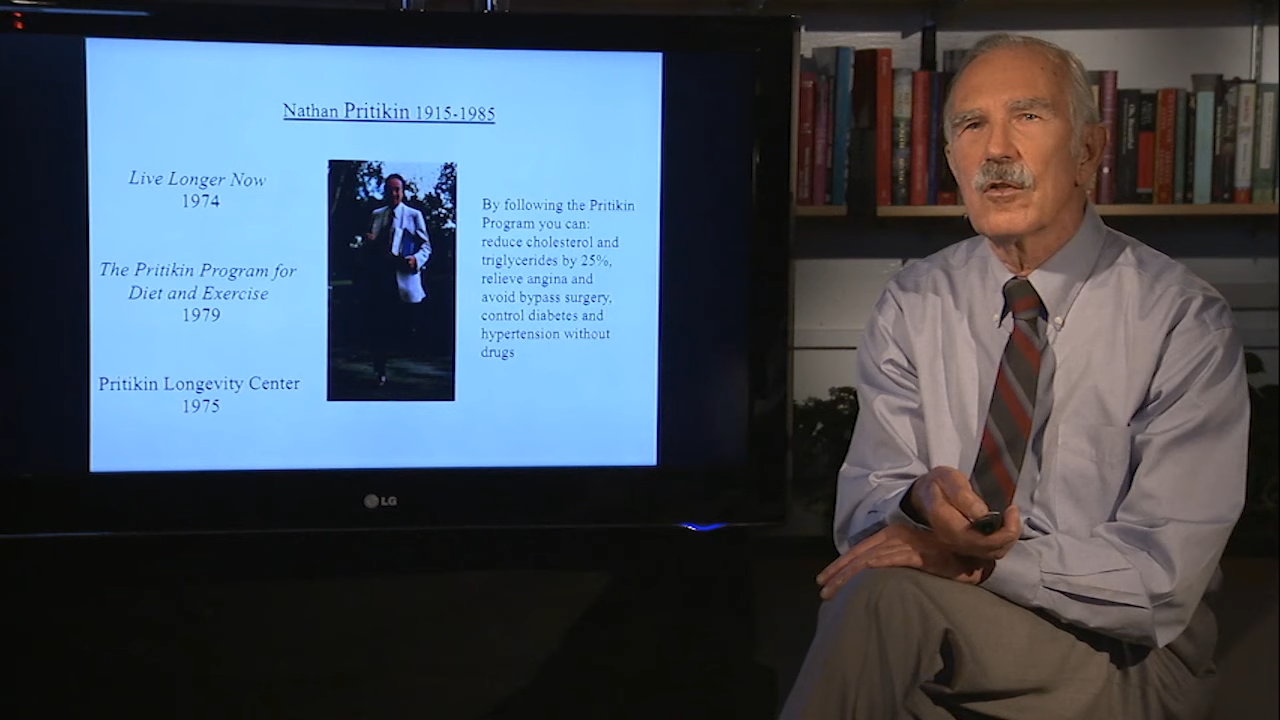 Nathan Pritikin 1915-1985
Live Longer Now
1974
The Pritikin Program for
Diet and Exercise
1979
Pritikin Longevity Center
1975
By following the Pritikin
Program you can:
reduce cholesterol and
triglycerides by 25%,
relieve angina and
avoid bypass surgery,
control diabetes and
hypertension without
drugs
LG